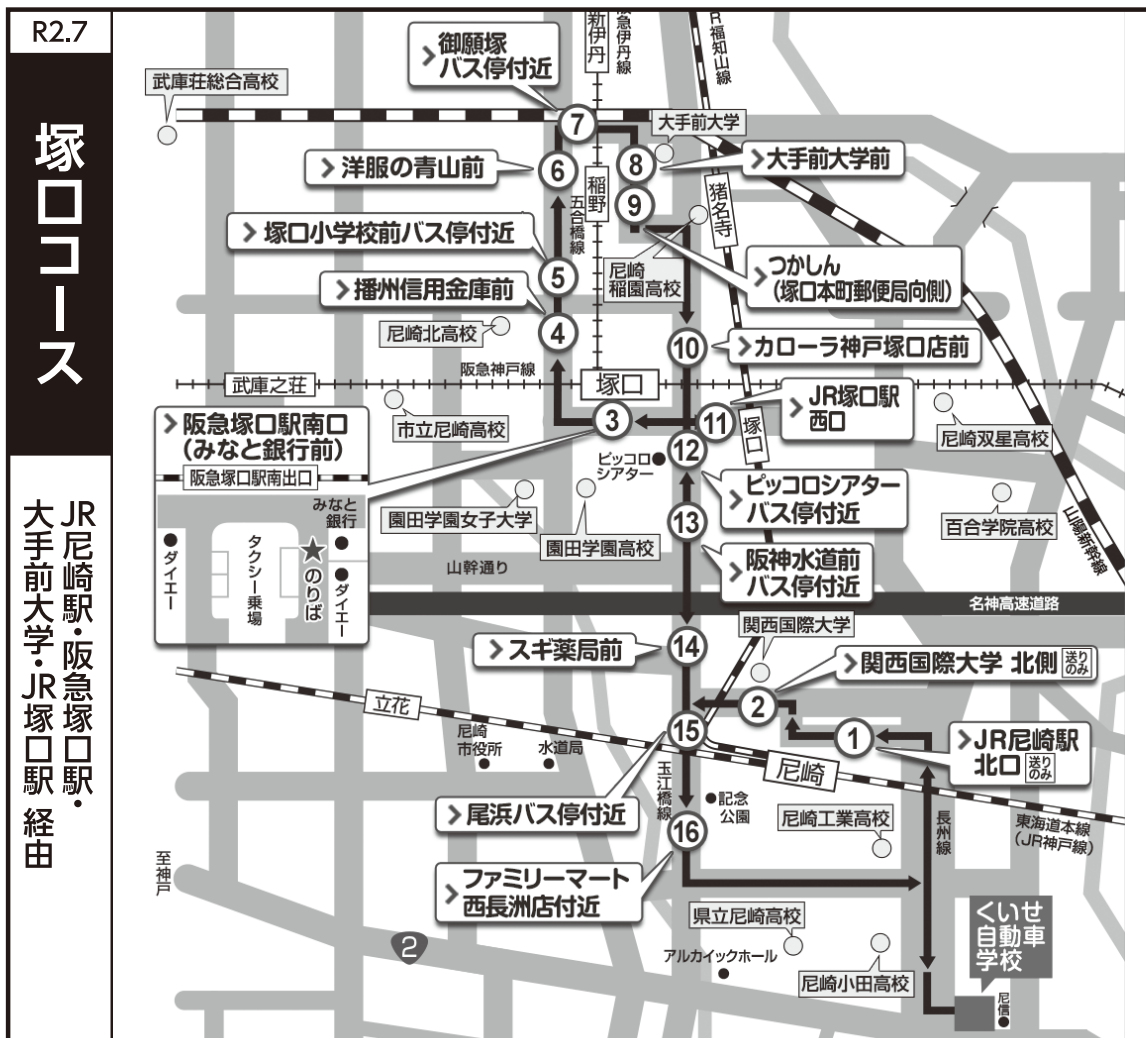 R2.7
塚口コース
JR尼崎駅・阪急塚口駅・
大手前大学・JR塚口駅 経由
御願塚
バス停付近
新伊丹
阪急伊丹線
R福知山線
武庫荘総合高校
7
大手前大学
洋服の青山前
6
8
大手前大学前
稲野
猪名寺
五合橋線
9
塚口小学校前バス停付近
5
尼崎
稲園高校
つかしん
(塚口本町郵便局向側)
播州信用金庫前
4
尼崎北高校
10
カローラ神戸塚口店前
阪急神戸線
武庫之荘
塚口
JR塚口駅
西口
塚口
阪急塚口駅南口
(みなと銀行前)
市立尼崎高校
3
11
尼崎双星高校
12
ピッコロ
シアター
阪急塚口駅南出口
みなと
銀行
ダイエー
タクシー乗場
★
のりば
ダイエー
園田学園女子大学
園田学園高校
ピッコロシアター
バス停付近
13
百合学院高校
山陽新幹線
阪神水道前
バス停付近
山幹通り
名神高速道路
関西国際大学
スギ薬局前
14
関西国際大学 北側 送りのみ
2
立花
15
1
JR尼崎駅
北口 送りのみ
尼崎
市役所
水道局
尼崎
尾浜バス停付近
玉江橋線
記念
公園
尼崎工業高校
長州線
東海道本線
(JR神戸線)
16
至神戸
ファミリーマート
西長洲店付近
県立尼崎高校
くいせ
自動車
学校
2
アルカイックホール
尼崎小田高校
尼信